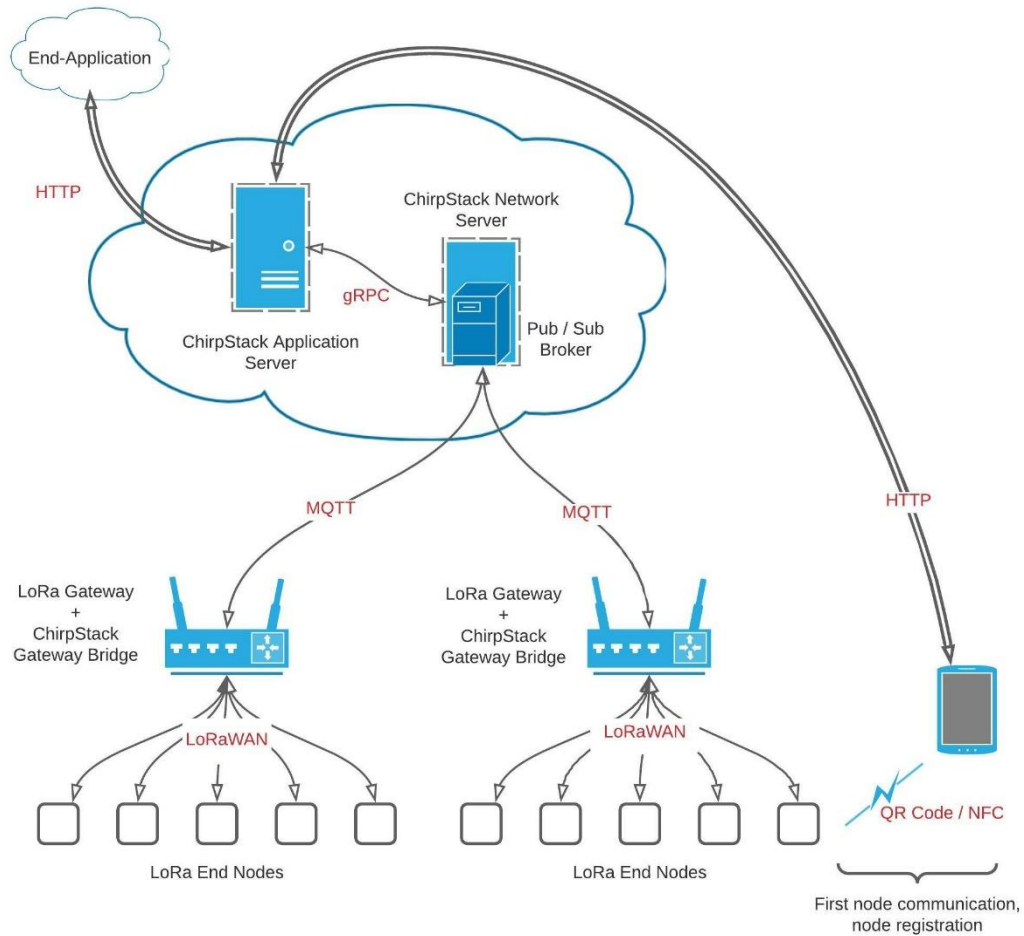 End-Application
HTTP
ChirpStack Network
Server
gRPC
Pub / Sub
Broker
ChirpStack Application
Server
MQTT
MQTT
HTTP
LoRa Gateway
+
ChirpStack
Gateway Bridge
LoRa Gateway
+
ChirpStack
Gateway Bridge
LoRaWAN
LoRaWAN
QR Code / NFC
LoRa End Nodes
LoRa End Nodes
First node communication,
node registration